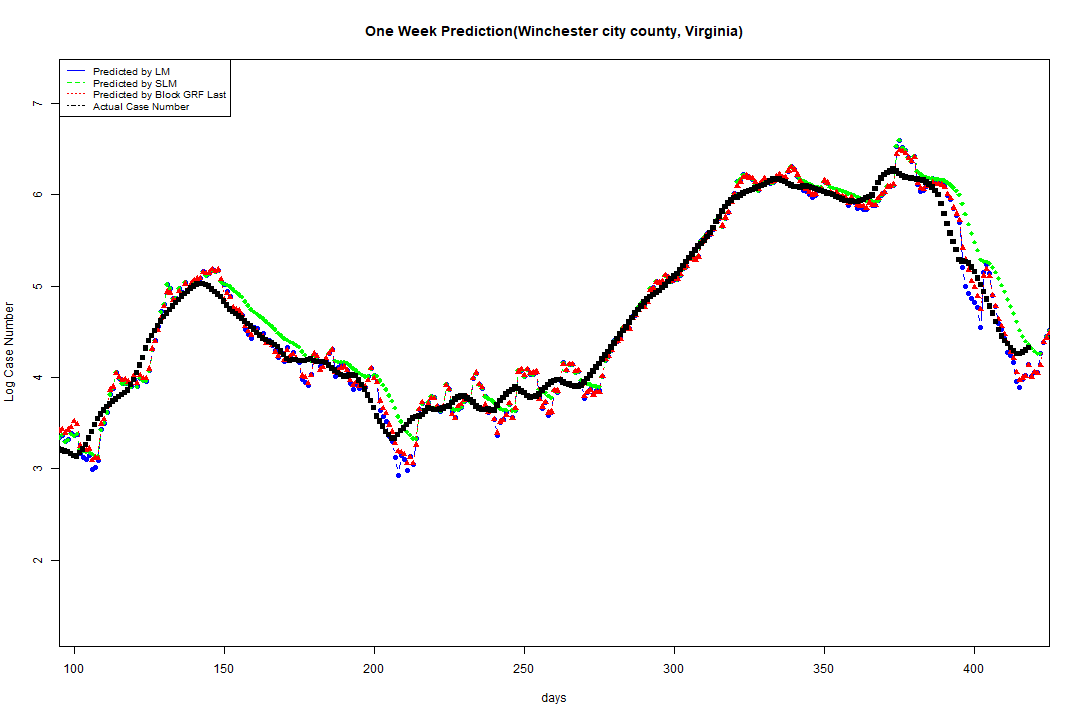 One Week Prediction(Winchester city county, Virginia)
Predicted by LM
Predicted by SLM
Predicted by Block GRF Last
Actual Case Number
Log Case Number
7
6
5
4
3
2
100 150 200 250 300 350 400
days